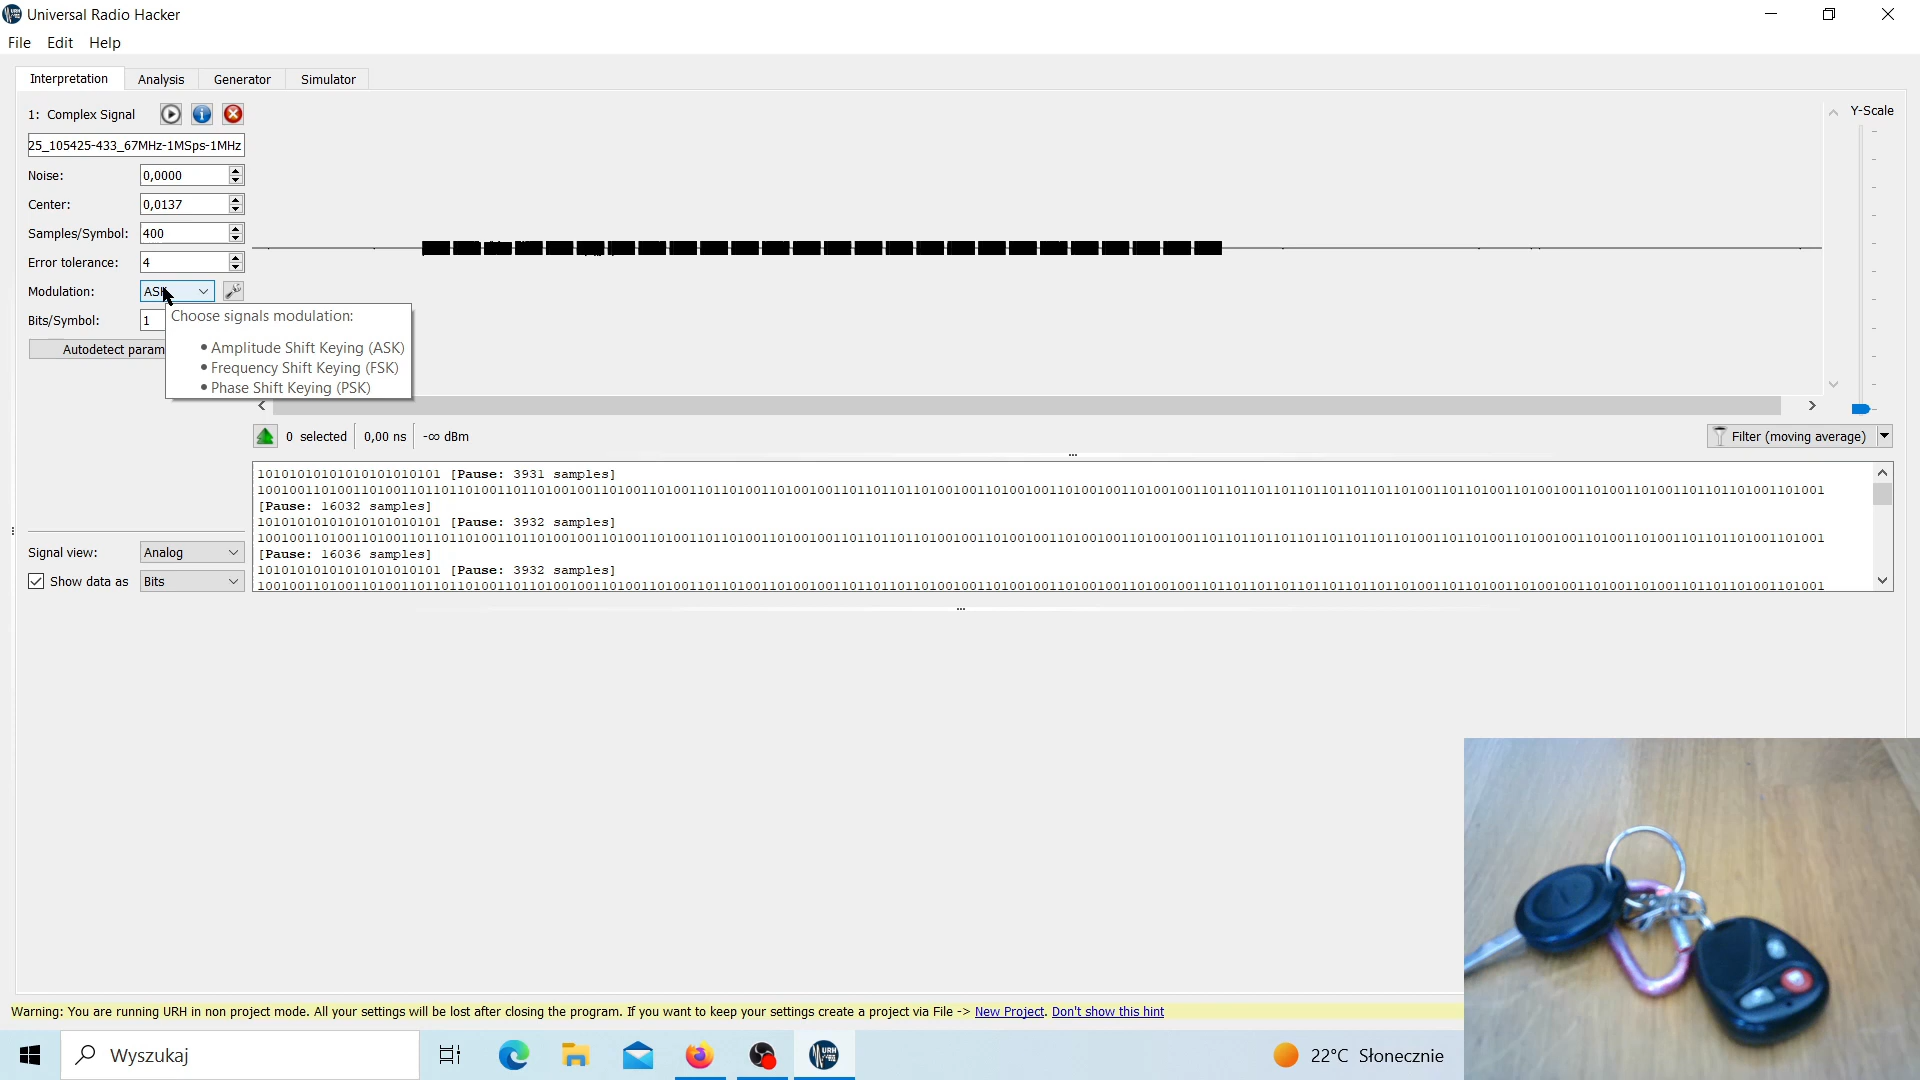 Universal Radio Hacker
File Edit Help
Interpretation Analysis Generator Simulator
1: Complex Signal
25_105425-433_67MHz-1MSps-1MHz
Noise: 0,0000
Center: 0,0137
Samples/Symbol: 400
Error tolerance: 4
Modulation: ASK
Bits/Symbol: 1
Autodetect param
Choose signals modulation:
• Amplitude Shift Keying (ASK)
• Frequency Shift Keying (FSK)
• Phase Shift Keying (PSK)
Y-Scale
0 selected 0,00 ns -∞ dBm
Filter (moving average)
[Pause: 3931 samples]
[Pause: 16032 samples]
[Pause: 3932 samples]
[Pause: 16036 samples]
[Pause: 3932 samples]
Signal view: Analog
Show data as Bits
Warning: You are running URH in non project mode. All your settings will be lost after closing the program. If you want to keep your settings create a project via File -> New Project. Don't show this hint
Wyszukaj
URH
22°C Słonecznie